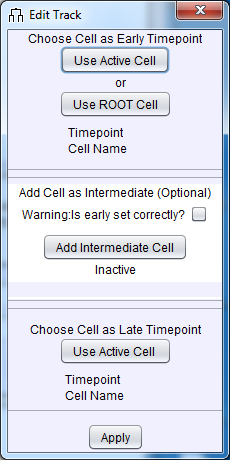 Edit Track
Choose Cell as Early Timepoint
Use Active Cell
or
Use ROOT Cell
Timepoint
Cell Name
Add Cell as Intermediate (Optional)
Warning:Is early set correctly?
Add Intermediate Cell
Inactive
Choose Cell as Late Timepoint
Use Active Cell
Timepoint
Cell Name
Apply